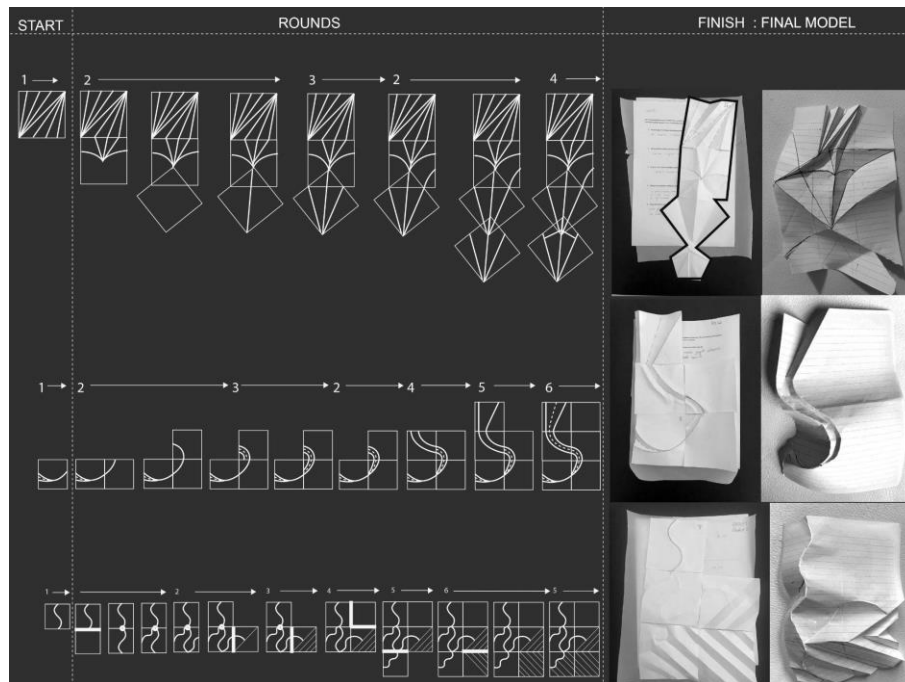 START
ROUNDS
FINISH : FINAL MODEL
1 2 3 2 4
1 2 3 2 4 5 6
1 2 3 4 5 6 5